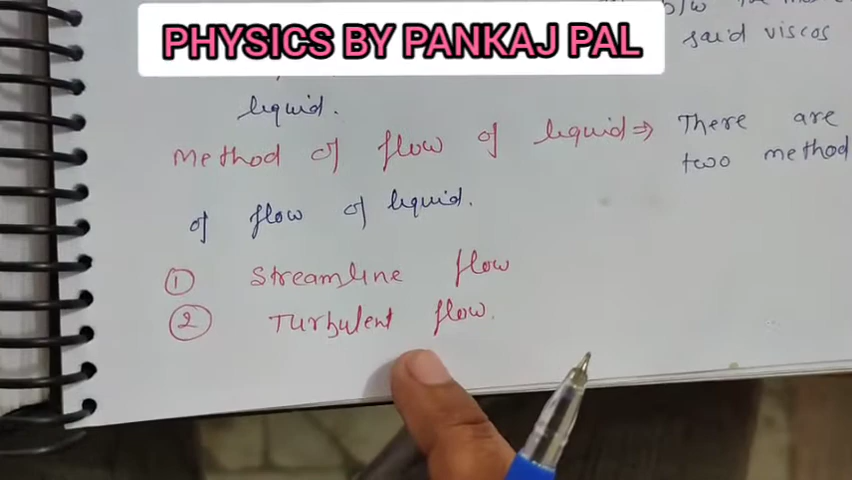 PHYSICS BY PANKAJ PAL
said viscos
liquid.
Method of flow of liquid ⇒ There are
two method
of flow of liquid.
① Streamline flow
② Turbulent flow.